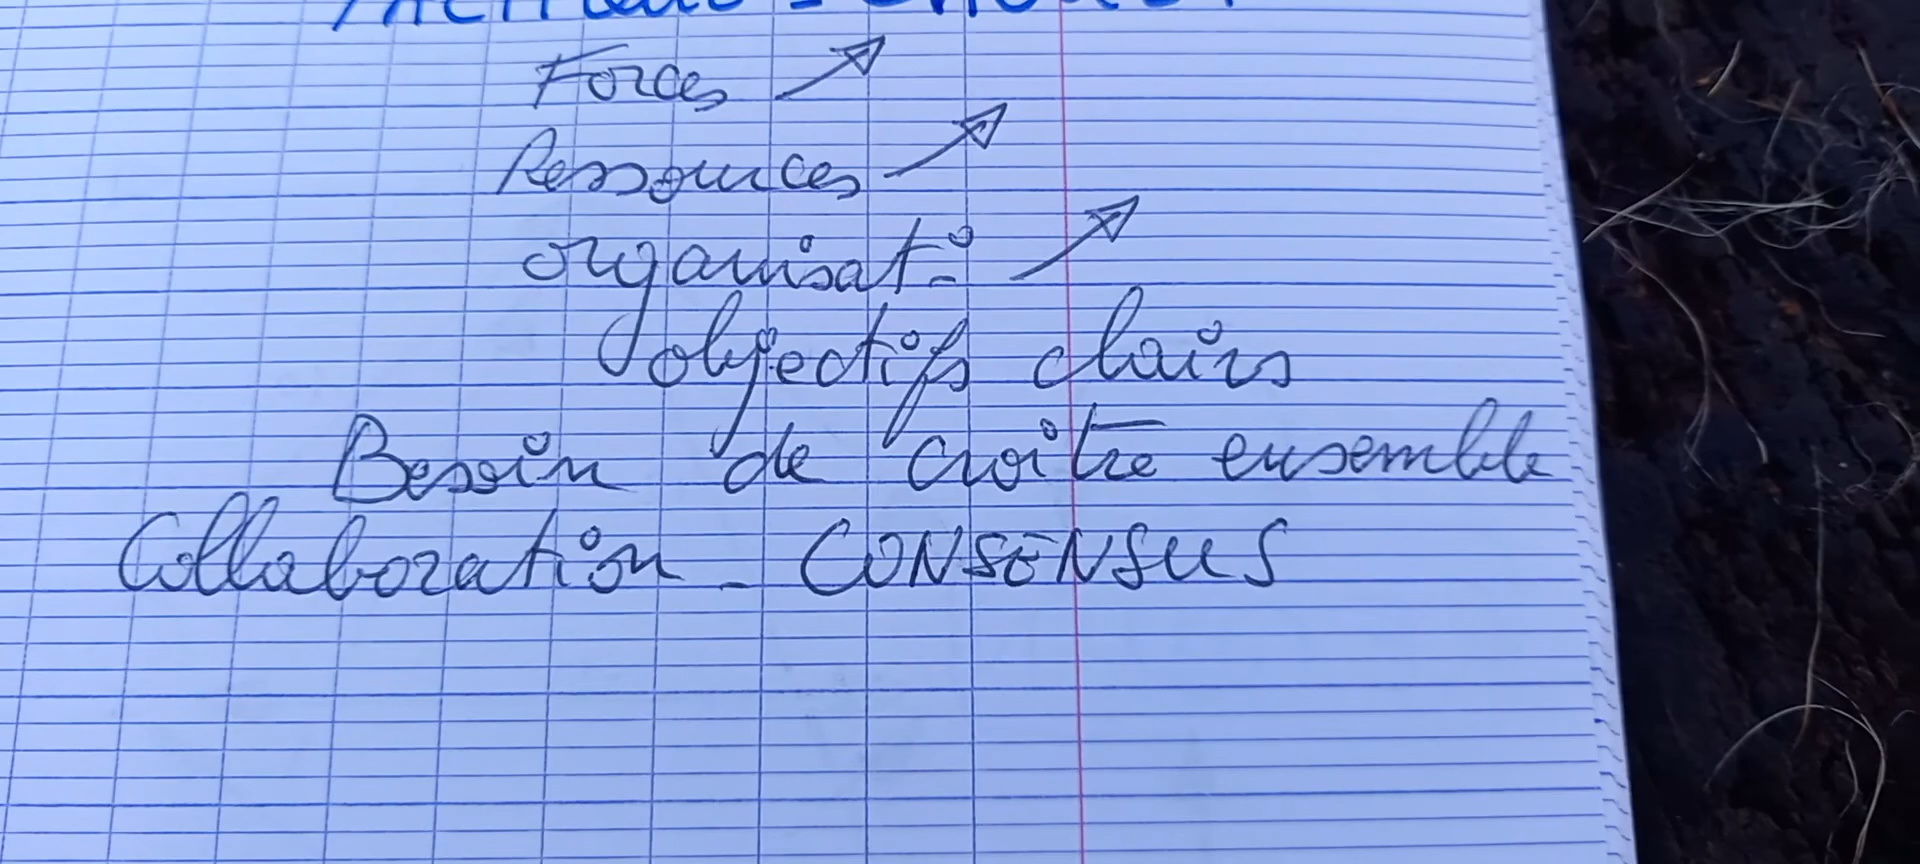 Forces ↗
Ressources ↗
organisat° ↗
objectifs clairs
Besoin de croître ensemble
Collaboration - CONSENSUS